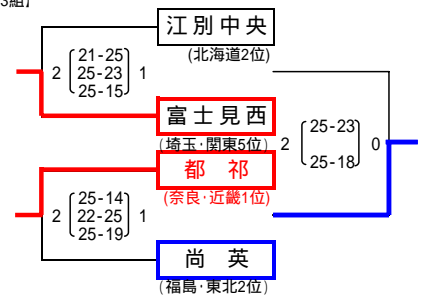 3組】
江別中央
(北海道2位)
2 21-25 1
25-23
25-15
富士見西
(埼玉･関東5位)
2 25-23 0
25-18
都 祁
(奈良･近畿1位)
2 25-14 1
22-25
25-19
尚 英
(福島･東北2位)